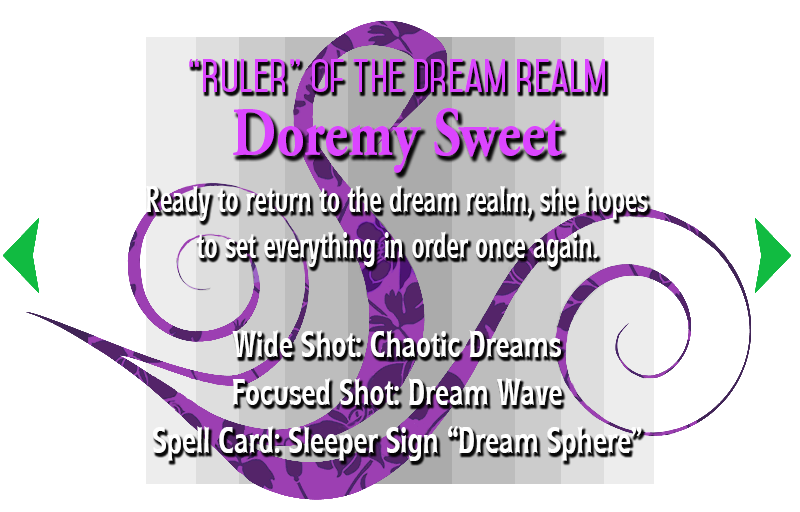 “RULER” OF THE DREAM REALM
Doremy Sweet
Ready to return to the dream realm, she hopes
to set everything in order once again.
Wide Shot: Chaotic Dreams
Focused Shot: Dream Wave
Spell Card: Sleeper Sign “Dream Sphere”